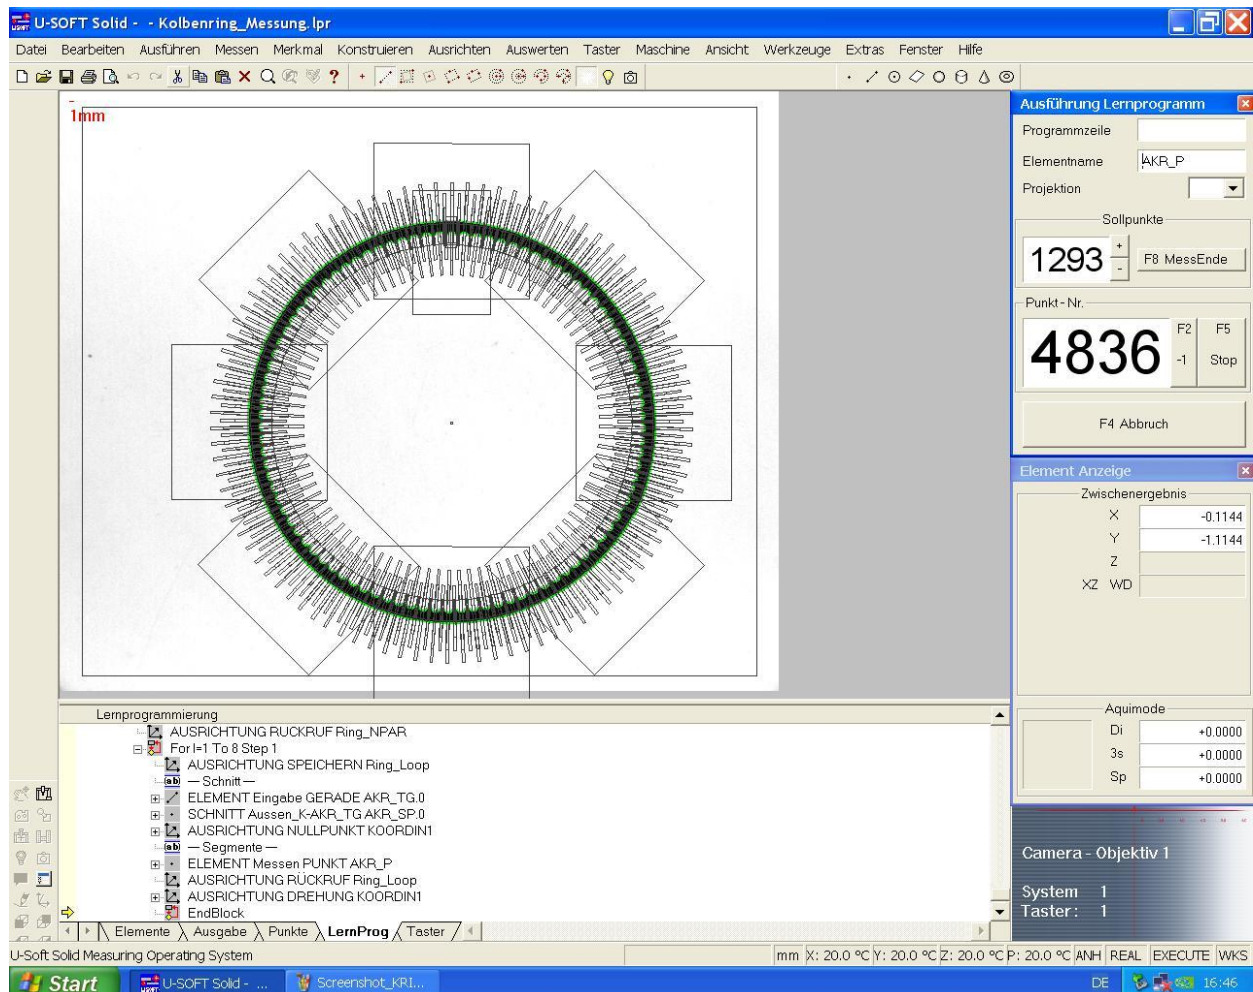 U-SOFT Solid - - Kolbenring_Messung.lpr
Datei Bearbeiten Ausführen Messen Merkmal Konstruieren Ausrichten Auswerten Taster Maschine Ansicht Werkzeuge Extras Fenster Hilfe
1mm
Ausführung Lernprogramm
Programmzeile
Elementname AKR_P
Projektion
Sollpunkte
1293 + - F8 MessEnde
Punkt-Nr.
4836 F2 -1 F5 Stop
F4 Abbruch
Element Anzeige
Zwischenergebnis
X -0.1144
Y -1.1144
Z
XZ WD
Aquimode
Di +0.0000
3s +0.0000
Sp +0.0000
Camera - Objektiv 1
System 1
Taster: 1
Lernprogrammierung
AUSRICHTUNG RÜCKRUF Ring_NPAR
For I=1 To 8 Step 1
AUSRICHTUNG SPEICHERN Ring_Loop
ab — Schnitt —
ELEMENT Eingabe GERADE AKR_TG.0
SCHNITT Aussen_K-AKR_TG AKR_SP.0
AUSRICHTUNG NULLPUNKT KOORDIN1
ab — Segmente —
ELEMENT Messen PUNKT AKR_P
AUSRICHTUNG RÜCKRUF Ring_Loop
AUSRICHTUNG DREHUNG KOORDIN1
EndBlock
Elemente Ausgabe Punkte LernProg Taster
U-Soft Solid Measuring Operating System mm X: 20.0 ºC Y: 20.0 ºC Z: 20.0 ºC P: 20.0 ºC ANH REAL EXECUTE WKS
Start U-SOFT Solid - ... Screenshot_KRI... DE 16:46